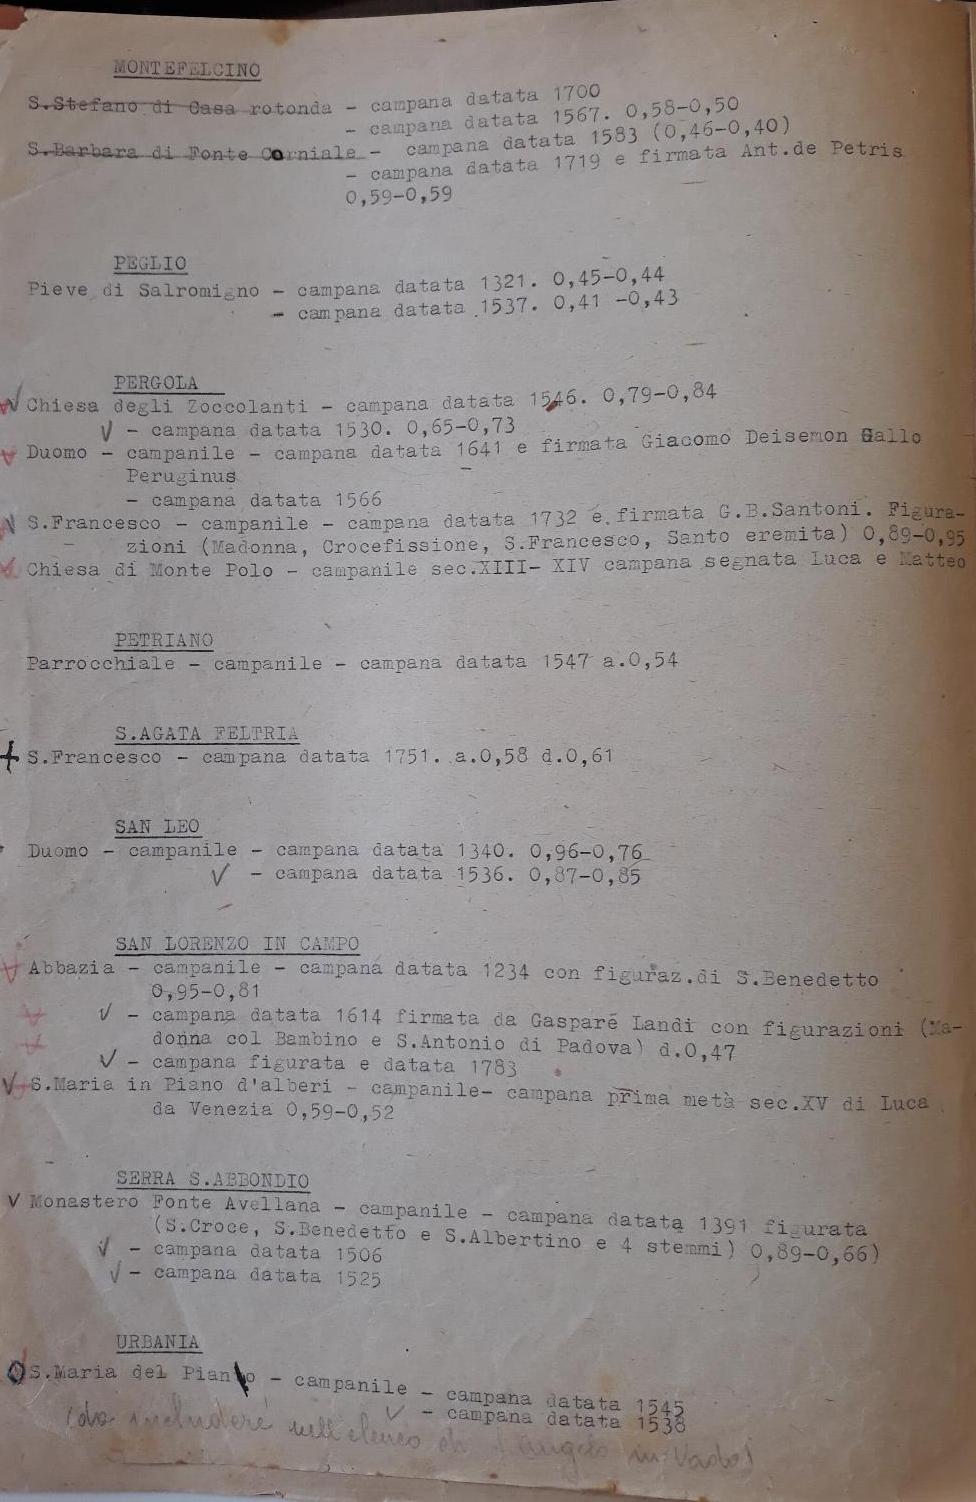 MONTEFELCINO
S.Stefano di Casa rotonda - campana datata 1700
- campana datata 1567. 0,58-0,50
S.Barbara di Fonte Corniale - campana datata 1583 (0,46-0,40)
- campana datata 1719 e firmata Ant.de Petris
0,59-0,59
PEGLIO
Pieve di Salromigno - campana datata 1321. 0,45-0,44
- campana datata 1537. 0,41 -0,43
PERGOLA
Chiesa degli Zoccolanti - campana datata 1546. 0,79-0,84
- campana datata 1530. 0,65-0,73
Duomo - campanile - campana datata 1641 e firmata Giacomo Deisemon Gallo
Peruginus
- campana datata 1566
S.Francesco - campanile - campana datata 1732 e firmata G.B.Santoni. Figura-
zioni (Madonna, Crocefissione, S.Francesco, Santo eremita) 0,89-0,95
Chiesa di Monte Polo - campanile sec.XIII- XIV campana segnata Luca e Matteo
PETRIANO
Parrocchiale - campanile - campana datata 1547 a.0,54
S.AGATA FELTRIA
S.Francesco - campana datata 1751. a.0,58 d.0,61
SAN LEO
Duomo - campanile - campana datata 1340. 0,96-0,76
- campana datata 1536. 0,87-0,85
SAN LORENZO IN CAMPO
Abbazia - campanile - campana datata 1234 con figuraz.di S.Benedetto
0,95-0,81
- campana datata 1614 firmata da Gaspare Landi con figurazioni (Ma-
donna col Bambino e S.Antonio di Padova) d.0,47
- campana figurata e datata 1783
S.Maria in Piano d'alberi - campanile- campana prima metà sec.XV di Luca
da Venezia 0,59-0,52
SERRA S.ABBONDIO
Monastero Fonte Avellana - campanile - campana datata 1391 figurata
(S.Croce, S.Benedetto e S.Albertino e 4 stemmi) 0,89-0,66)
- campana datata 1506
- campana datata 1525
URBANIA
S.Maria del Pianto - campanile - campana datata 1545
- campana datata 1538
(da includere nell'elenco di S Angelo in Vado)